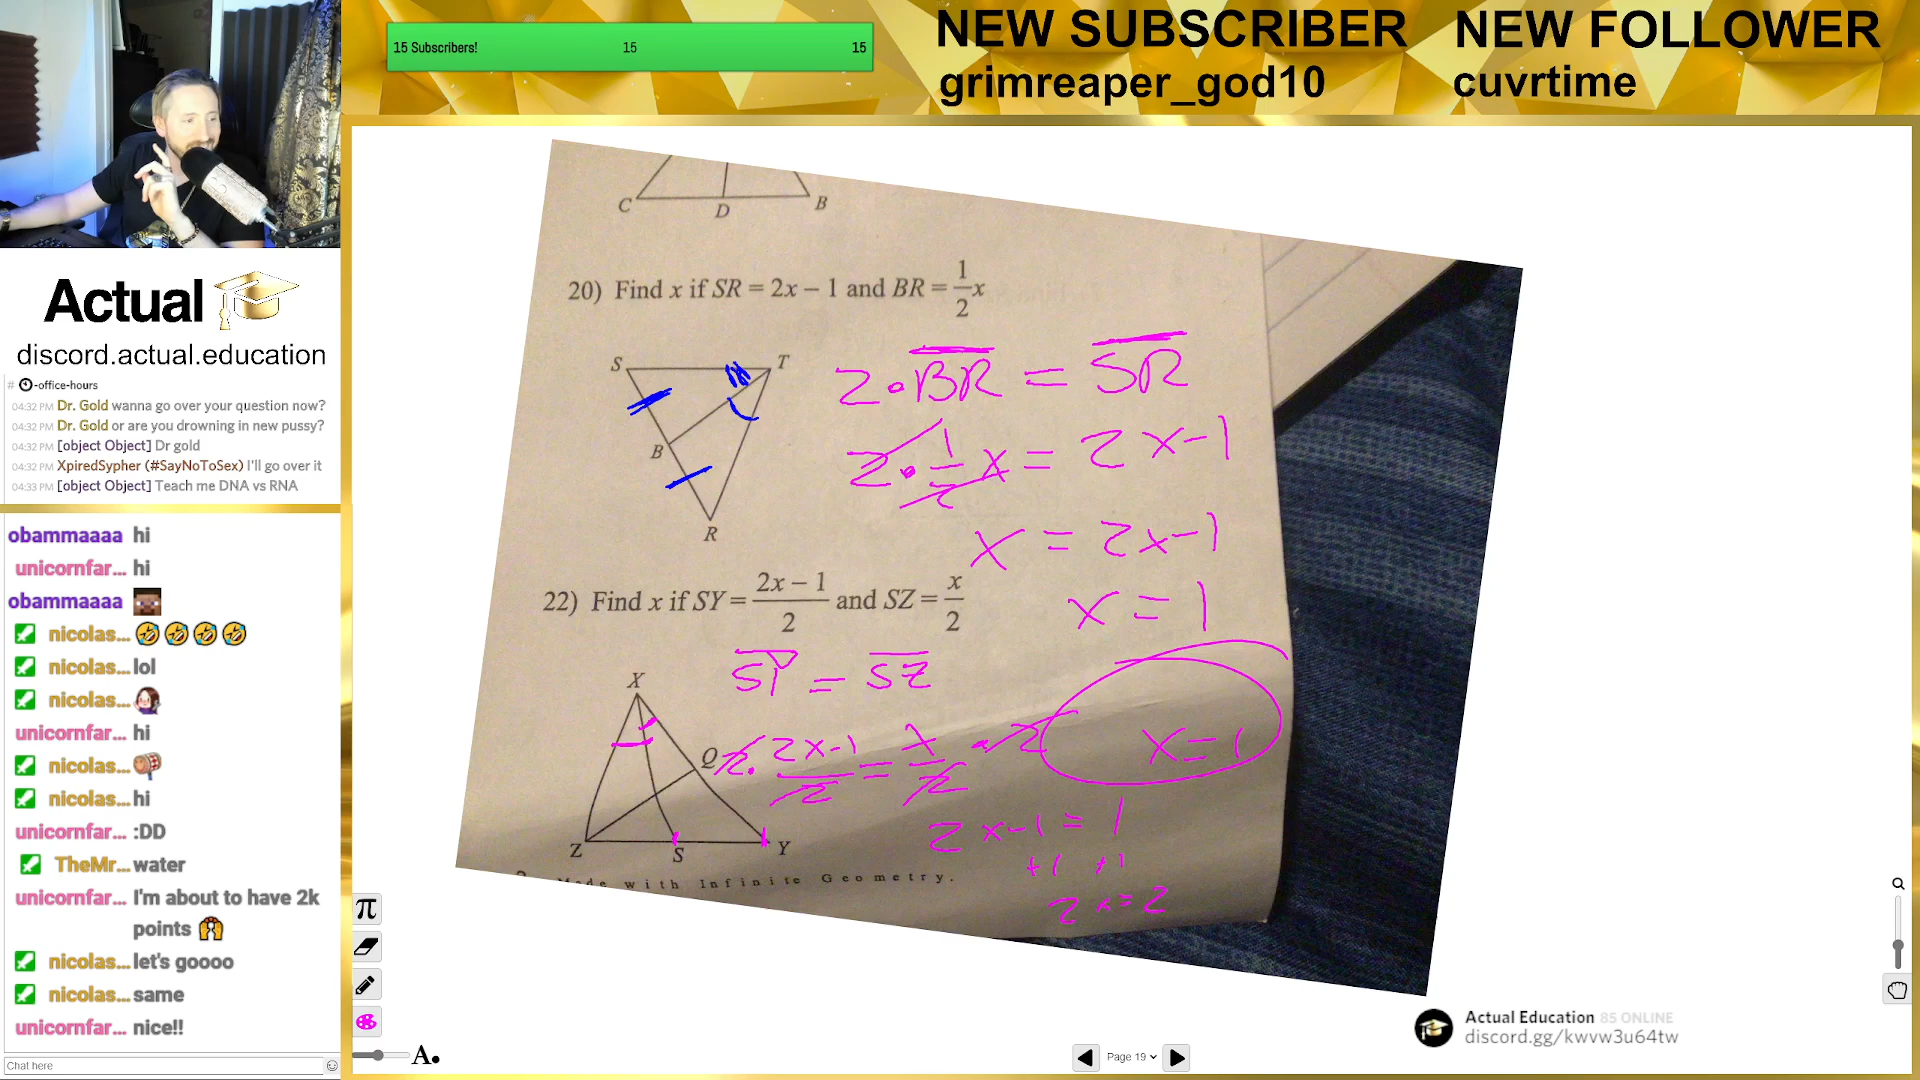 15 Subscribers! 15 15
NEW SUBSCRIBER
grimreaper_god10
NEW FOLLOWER
cuvrtime
Actual
discord.actual.education
# -office-hours
04:32 PM Dr. Gold wanna go over your question now?
04:32 PM Dr. Gold or are you drowning in new pussy?
04:32 PM [object Object] Dr gold
04:32 PM XpiredSypher (#SayNoToSex) I'll go over it
04:33 PM [object Object] Teach me DNA vs RNA
obammaaaa hi
unicornfar... hi
obammaaaa
nicolas... 🤣🤣🤣🤣
nicolas... lol
nicolas...
unicornfar... hi
nicolas...
nicolas... hi
unicornfar... :DD
TheMr... water
unicornfar... I'm about to have 2k
points
nicolas... let's goooo
nicolas... same
unicornfar... nice!!
Chat here
C D B
20) Find x if SR = 2x – 1 and BR = 1/2 x
S T
B
R
2 • BR = SR
2 • 1/2 x = 2x-1
x = 2x-1
x = 1
22) Find x if SY = 2x – 1 / 2 and SZ = x / 2
SY = SZ
X
Q
Z S Y
2 • 2x-1 / 2 = x / 2 • 2
x=1
2x-1 = 1
+1 +1
2x=2
Made with Infinite Geometry.
π
A.
Page 19
Actual Education 85 ONLINE
discord.gg/kwvw3u64tw